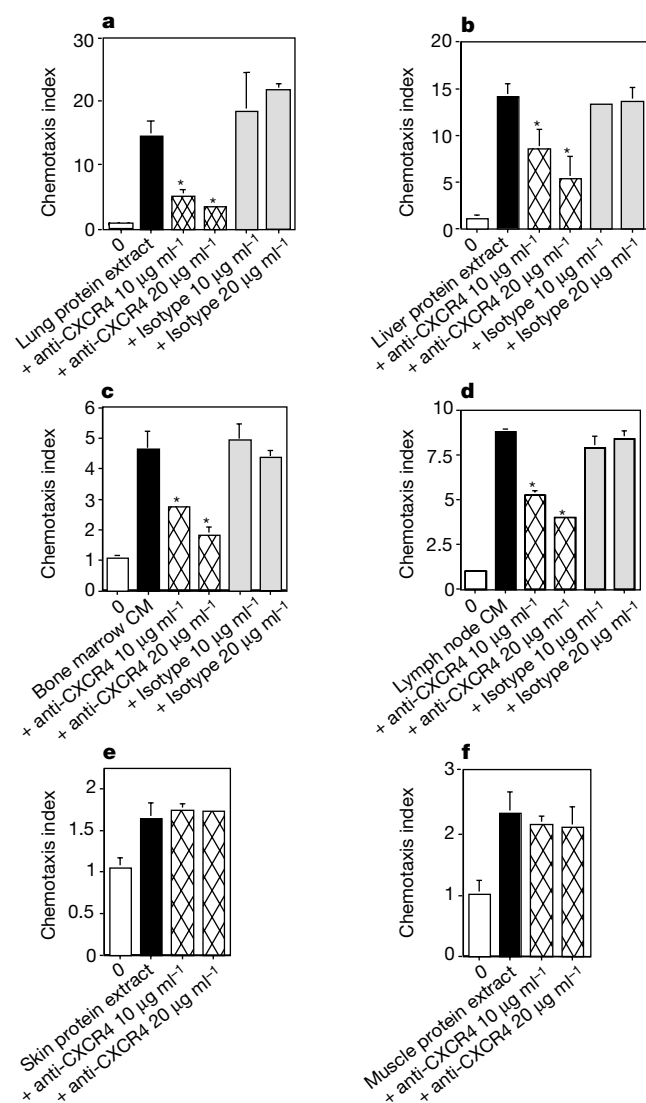 a
Chemotaxis index
30
20
10
0
*
*
0
Lung protein extract
+ anti-CXCR4 10 µg ml⁻¹
+ anti-CXCR4 20 µg ml⁻¹
+ Isotype 10 µg ml⁻¹
+ Isotype 20 µg ml⁻¹
b
Chemotaxis index
20
15
10
5
0
*
*
0
Liver protein extract
+ anti-CXCR4 10 µg ml⁻¹
+ anti-CXCR4 20 µg ml⁻¹
+ Isotype 10 µg ml⁻¹
+ Isotype 20 µg ml⁻¹
c
Chemotaxis index
6
5
4
3
2
1
0
*
*
0
Bone marrow CM
+ anti-CXCR4 10 µg ml⁻¹
+ anti-CXCR4 20 µg ml⁻¹
+ Isotype 10 µg ml⁻¹
+ Isotype 20 µg ml⁻¹
d
Chemotaxis index
10
7.5
5
2.5
0
*
*
0
Lymph node CM
+ anti-CXCR4 10 µg ml⁻¹
+ anti-CXCR4 20 µg ml⁻¹
+ Isotype 10 µg ml⁻¹
+ Isotype 20 µg ml⁻¹
e
Chemotaxis index
2
1.5
1
0.5
0
0
Skin protein extract
+ anti-CXCR4 10 µg ml⁻¹
+ anti-CXCR4 20 µg ml⁻¹
f
Chemotaxis index
3
2
1
0
0
Muscle protein extract
+ anti-CXCR4 10 µg ml⁻¹
+ anti-CXCR4 20 µg ml⁻¹